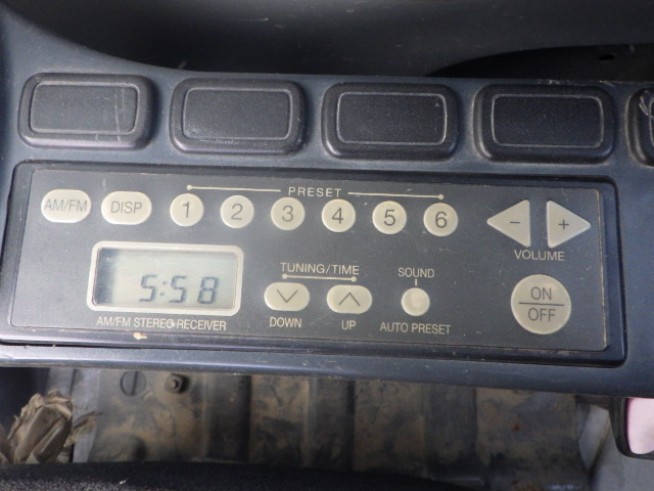 PRESET
AM/FM DISP 1 2 3 4 5 6 - +
VOLUME
TUNING/TIME SOUND
5:58
ON
OFF
AM/FM STEREO RECEIVER DOWN UP AUTO PRESET